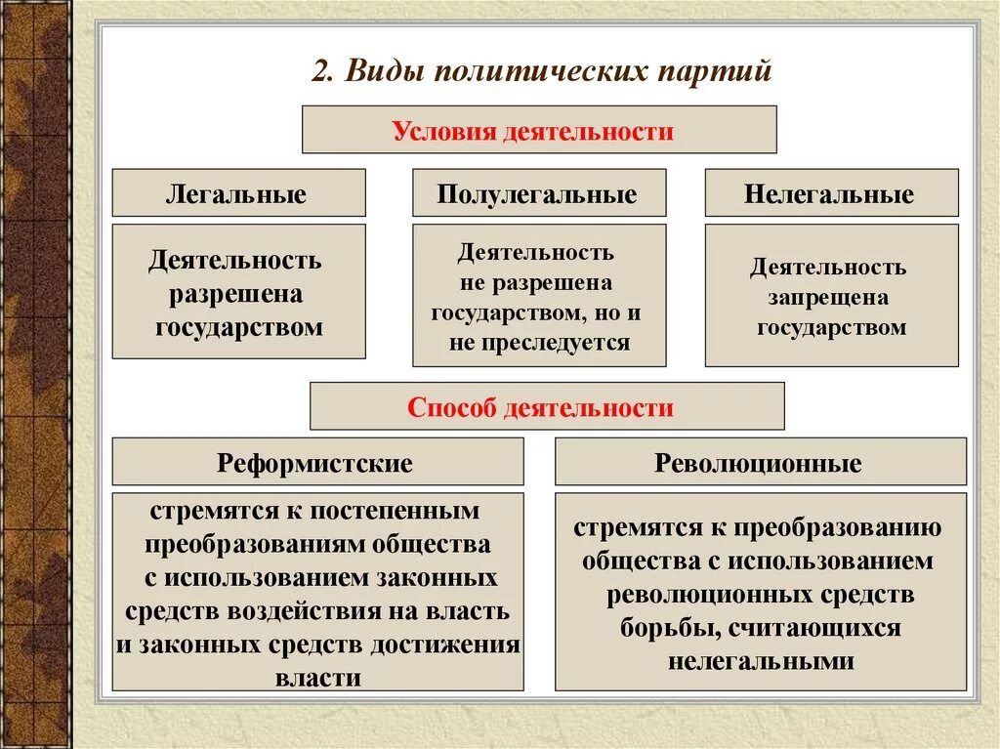 2. Виды политических партий
Условия деятельности
Легальные
Деятельность
разрешена
государством
Полулегальные
Деятельность
не разрешена
государством, но и
не преследуется
Нелегальные
Деятельность
запрещена
государством
Способ деятельности
Реформистские
стремятся к постепенным
преобразованиям общества
с использованием законных
средств воздействия на власть
и законных средств достижения
власти
Революционные
стремятся к преобразованию
общества с использованием
революционных средств
борьбы, считающихся
нелегальными